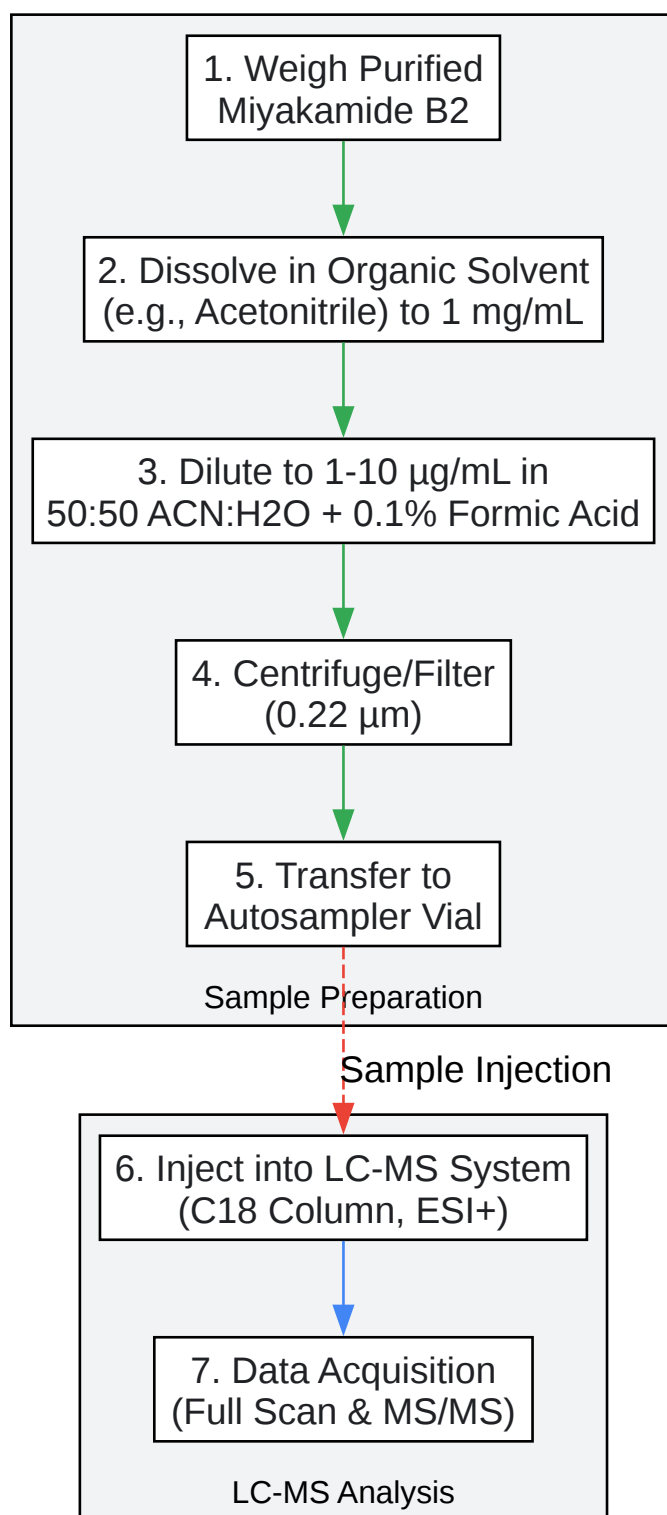 1. Weigh Purified
Miyakamide B2
2. Dissolve in Organic Solvent
(e.g., Acetonitrile) to 1 mg/mL
3. Dilute to 1-10 µg/mL in
50:50 ACN:H2O + 0.1% Formic Acid
4. Centrifuge/Filter
(0.22 µm)
5. Transfer to
Autosampler Vial
Sample Preparation
Sample Injection
6. Inject into LC-MS System
(C18 Column, ESI+)
7. Data Acquisition
(Full Scan & MS/MS)
LC-MS Analysis